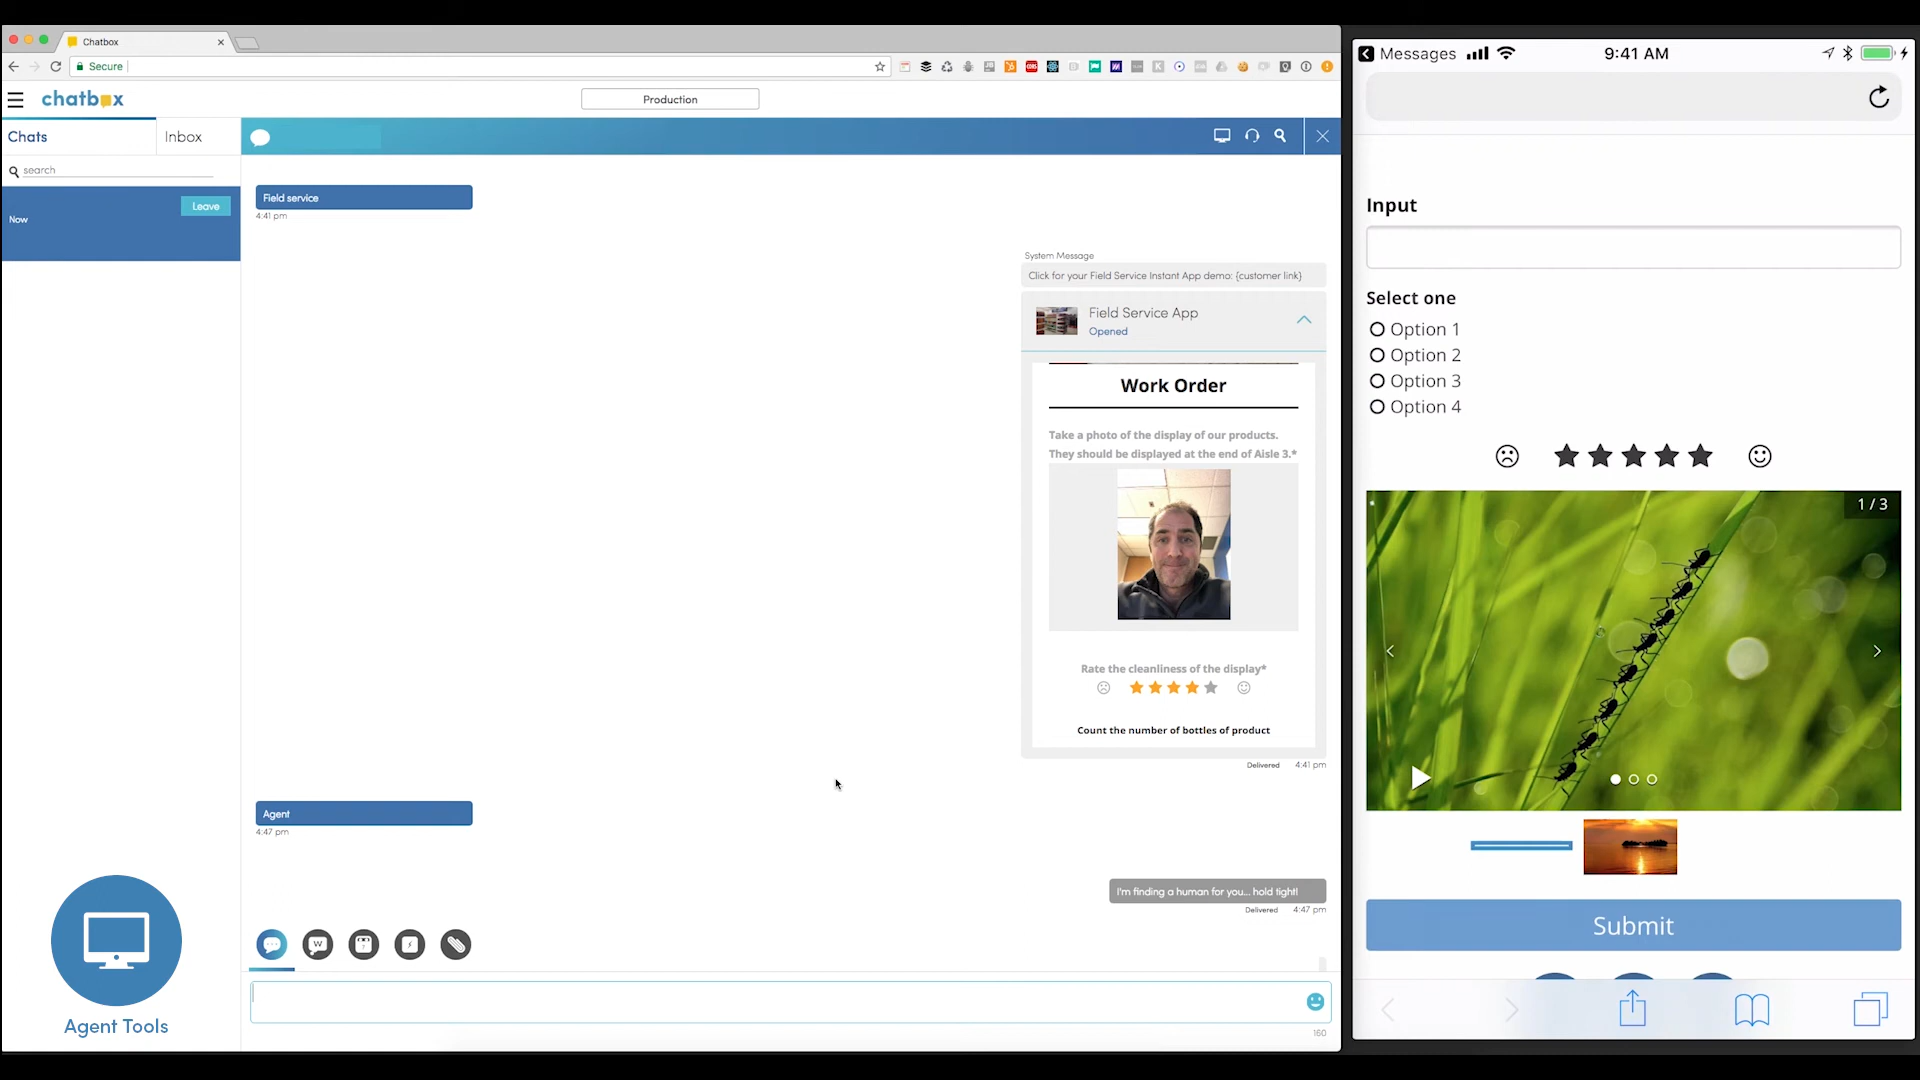 Chatbox
Secure
chatbox
Production
Chats
Inbox
search
Leave
Now
Field service
4:41 pm
System Message
Click for your Field Service Instant App demo: {customer link}
Field Service App
Opened
Work Order
Take a photo of the display of our products.
They should be displayed at the end of Aisle 3.*
Rate the cleanliness of the display*
Count the number of bottles of product
Delivered 4:41 pm
Agent
4:47 pm
I'm finding a human for you... hold tight!
Delivered 4:47 pm
160
Agent Tools
Messages 9:41 AM
Input
Select one
Option 1
Option 2
Option 3
Option 4
1 / 3
Submit